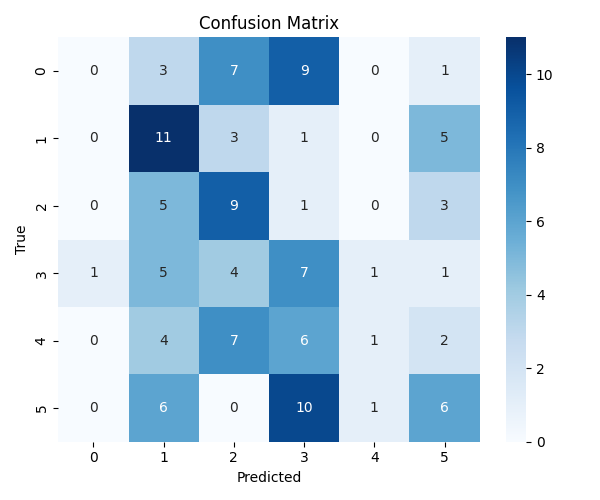 Confusion Matrix
0 0 3 7 9 0 1
1 0 11 3 1 0 5
2 0 5 9 1 0 3
3 1 5 4 7 1 1
4 0 4 7 6 1 2
5 0 6 0 10 1 6
0 1 2 3 4 5
Predicted
True
10
8
6
4
2
0